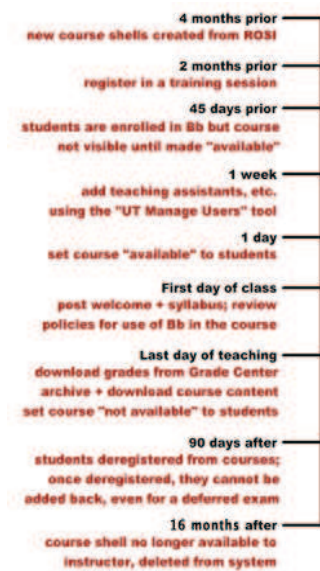 4 months prior
new course shells created from ROSI
2 months prior
register in a training session
45 days prior
students are enrolled in Bb but course
not visible until made "available"
1 week
add teaching assistants, etc.
using the "UT Manage Users" tool
1 day
set course "available" to students
First day of class
post welcome + syllabus; review
policies for use of Bb in the course
Last day of teaching
download grades from Grade Center
archive + download course content
set course "not available" to students
90 days after
students deregistered from courses;
once deregistered, they cannot be
added back, even for a deferred exam
16 months after
course shell no longer available to
instructor, deleted from system